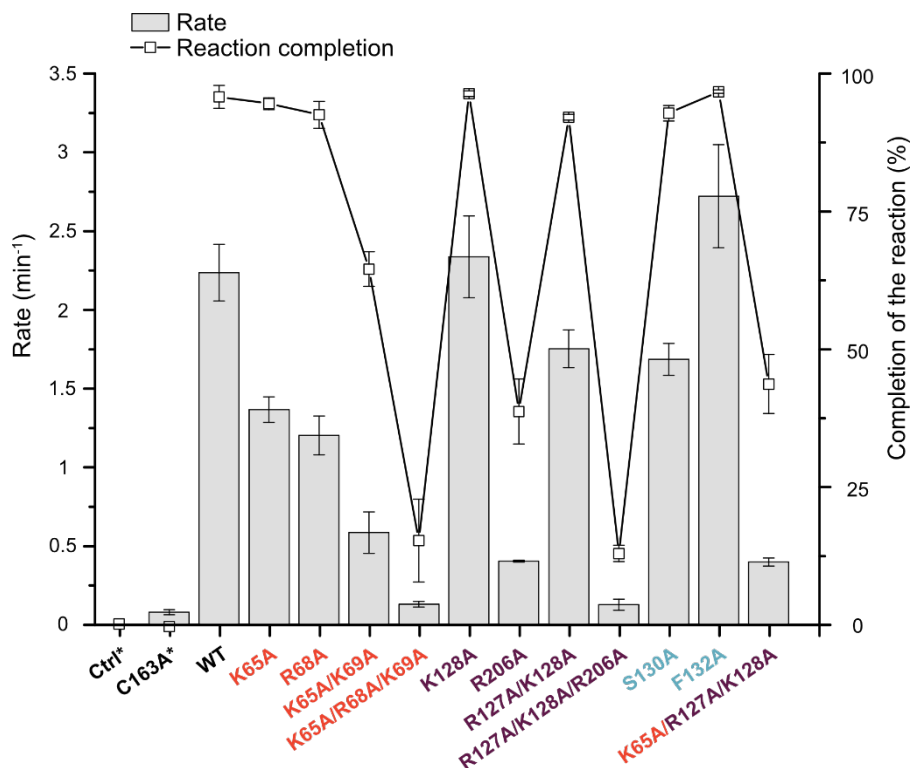 Rate
Reaction completion
3.5
3
2.5
2
1.5
1
0.5
0
Rate (min⁻¹)
100
75
50
25
0
Completion of the reaction (%)
Ctrl*
C163A*
WT
K65A
R68A
K65A/K69A
K65A/R68A/K69A
K128A
R206A
R127A/K128A
R127A/K128A/R206A
S130A
F132A
K65A/R127A/K128A